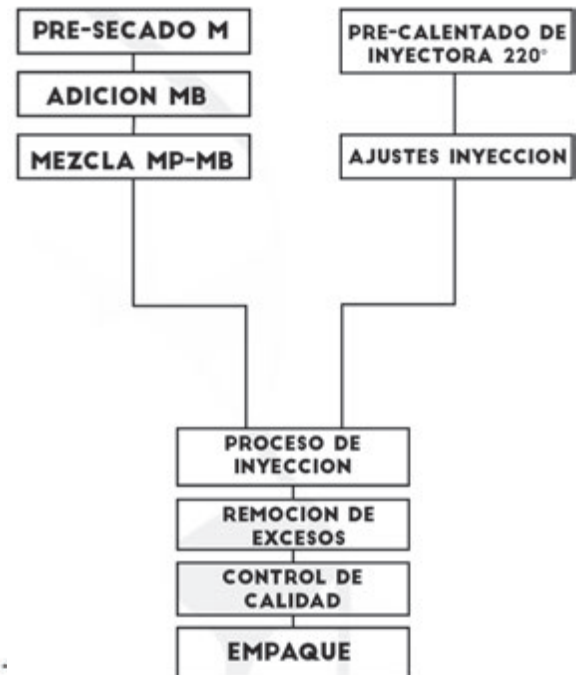 PRE-SECADO M
ADICION MB
MEZCLA MP-MB
PRE-CALENTADO DE
INYECTORA 220°
AJUSTES INYECCION
PROCESO DE
INYECCION
REMOCION DE
EXCESOS
CONTROL DE
CALIDAD
EMPAQUE